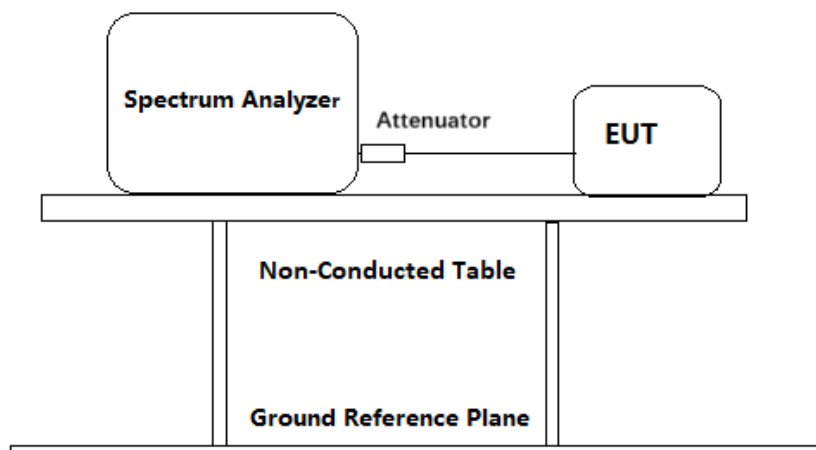 Spectrum Analyzer
Attenuator
EUT
Non-Conducted Table
Ground Reference Plane